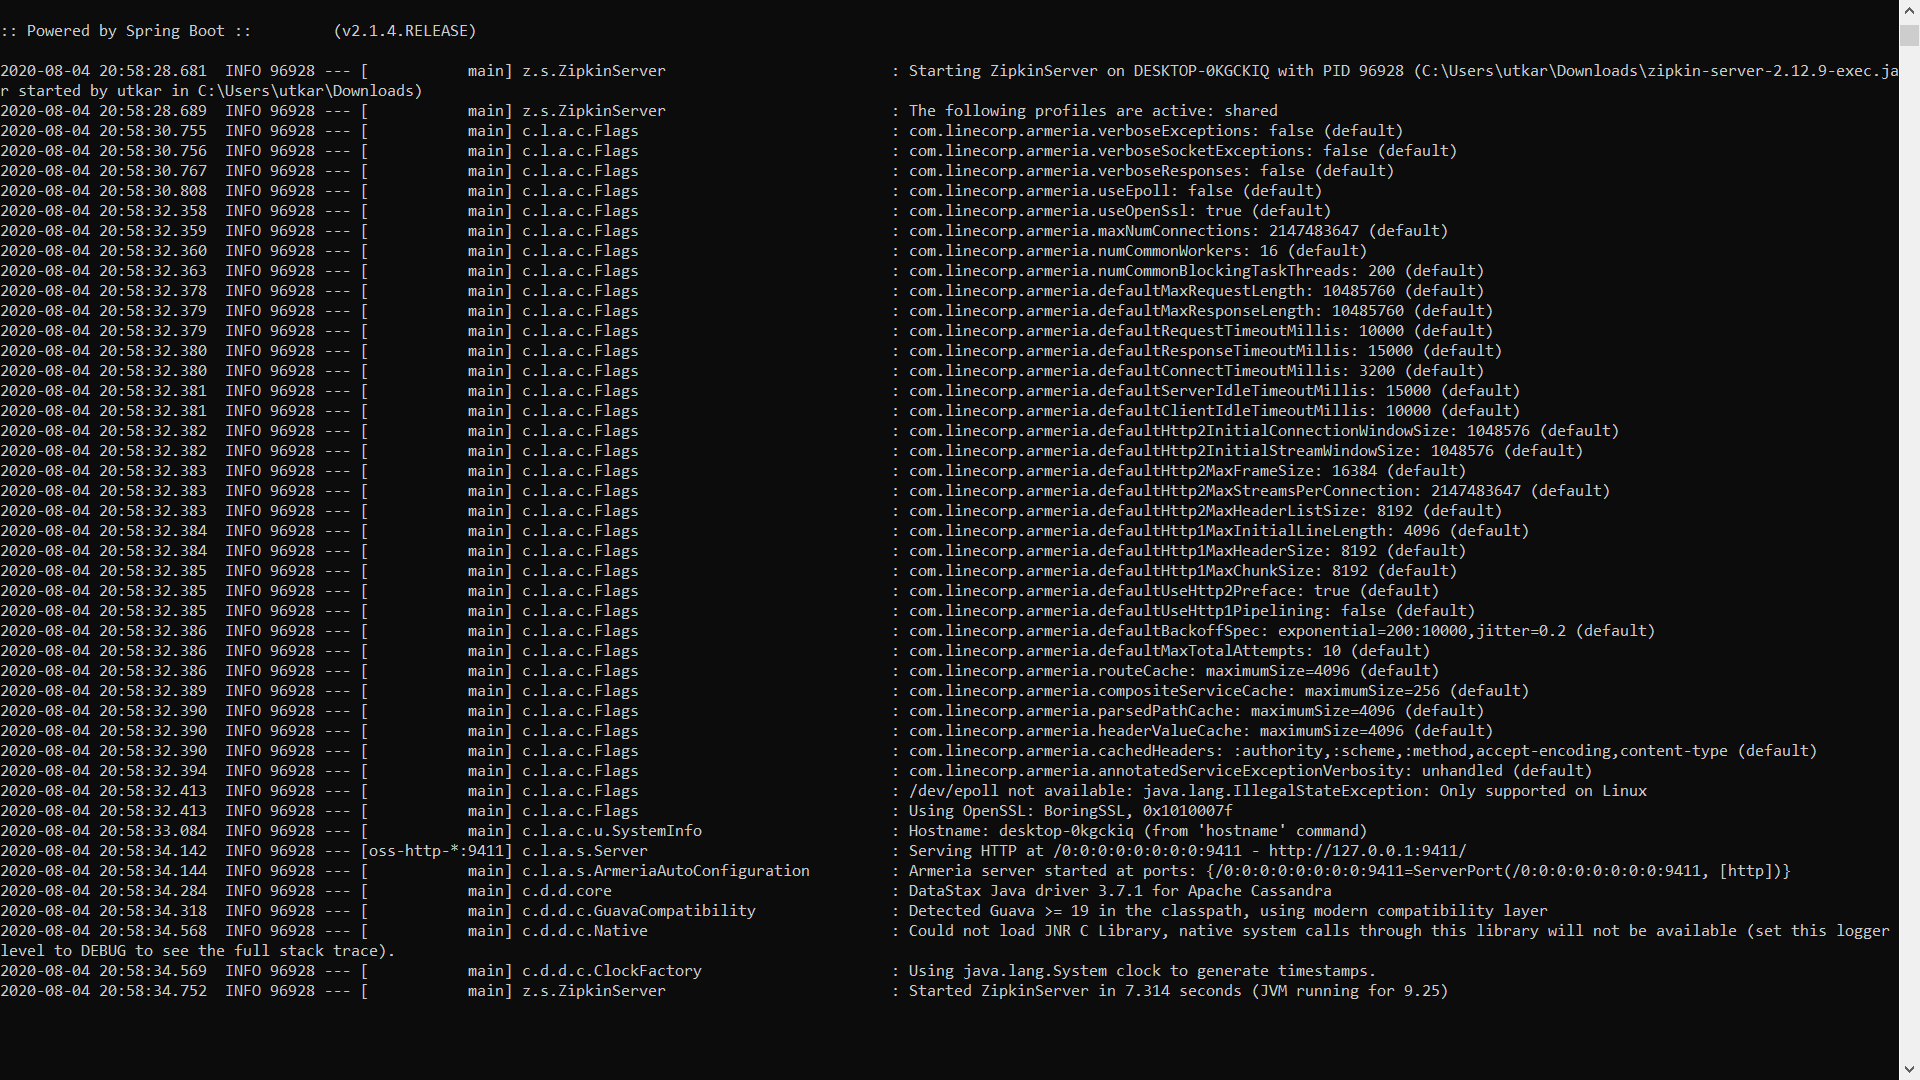 :: Powered by Spring Boot ::         (v2.1.4.RELEASE)
2020-08-04 20:58:28.681  INFO 96928 --- [           main] z.s.ZipkinServer                         : Starting ZipkinServer on DESKTOP-0KGCKIQ with PID 96928 (C:\Users\utkar\Downloads\zipkin-server-2.12.9-exec.ja
r started by utkar in C:\Users\utkar\Downloads)
2020-08-04 20:58:28.689  INFO 96928 --- [           main] z.s.ZipkinServer                         : The following profiles are active: shared
2020-08-04 20:58:30.755  INFO 96928 --- [           main] c.l.a.c.Flags                            : com.linecorp.armeria.verboseExceptions: false (default)
2020-08-04 20:58:30.756  INFO 96928 --- [           main] c.l.a.c.Flags                            : com.linecorp.armeria.verboseSocketExceptions: false (default)
2020-08-04 20:58:30.767  INFO 96928 --- [           main] c.l.a.c.Flags                            : com.linecorp.armeria.verboseResponses: false (default)
2020-08-04 20:58:30.808  INFO 96928 --- [           main] c.l.a.c.Flags                            : com.linecorp.armeria.useEpoll: false (default)
2020-08-04 20:58:32.358  INFO 96928 --- [           main] c.l.a.c.Flags                            : com.linecorp.armeria.useOpenSsl: true (default)
2020-08-04 20:58:32.359  INFO 96928 --- [           main] c.l.a.c.Flags                            : com.linecorp.armeria.maxNumConnections: 2147483647 (default)
2020-08-04 20:58:32.360  INFO 96928 --- [           main] c.l.a.c.Flags                            : com.linecorp.armeria.numCommonWorkers: 16 (default)
2020-08-04 20:58:32.363  INFO 96928 --- [           main] c.l.a.c.Flags                            : com.linecorp.armeria.numCommonBlockingTaskThreads: 200 (default)
2020-08-04 20:58:32.378  INFO 96928 --- [           main] c.l.a.c.Flags                            : com.linecorp.armeria.defaultMaxRequestLength: 10485760 (default)
2020-08-04 20:58:32.379  INFO 96928 --- [           main] c.l.a.c.Flags                            : com.linecorp.armeria.defaultMaxResponseLength: 10485760 (default)
2020-08-04 20:58:32.379  INFO 96928 --- [           main] c.l.a.c.Flags                            : com.linecorp.armeria.defaultRequestTimeoutMillis: 10000 (default)
2020-08-04 20:58:32.380  INFO 96928 --- [           main] c.l.a.c.Flags                            : com.linecorp.armeria.defaultResponseTimeoutMillis: 15000 (default)
2020-08-04 20:58:32.380  INFO 96928 --- [           main] c.l.a.c.Flags                            : com.linecorp.armeria.defaultConnectTimeoutMillis: 3200 (default)
2020-08-04 20:58:32.381  INFO 96928 --- [           main] c.l.a.c.Flags                            : com.linecorp.armeria.defaultServerIdleTimeoutMillis: 15000 (default)
2020-08-04 20:58:32.381  INFO 96928 --- [           main] c.l.a.c.Flags                            : com.linecorp.armeria.defaultClientIdleTimeoutMillis: 10000 (default)
2020-08-04 20:58:32.382  INFO 96928 --- [           main] c.l.a.c.Flags                            : com.linecorp.armeria.defaultHttp2InitialConnectionWindowSize: 1048576 (default)
2020-08-04 20:58:32.382  INFO 96928 --- [           main] c.l.a.c.Flags                            : com.linecorp.armeria.defaultHttp2InitialStreamWindowSize: 1048576 (default)
2020-08-04 20:58:32.383  INFO 96928 --- [           main] c.l.a.c.Flags                            : com.linecorp.armeria.defaultHttp2MaxFrameSize: 16384 (default)
2020-08-04 20:58:32.383  INFO 96928 --- [           main] c.l.a.c.Flags                            : com.linecorp.armeria.defaultHttp2MaxStreamsPerConnection: 2147483647 (default)
2020-08-04 20:58:32.383  INFO 96928 --- [           main] c.l.a.c.Flags                            : com.linecorp.armeria.defaultHttp2MaxHeaderListSize: 8192 (default)
2020-08-04 20:58:32.384  INFO 96928 --- [           main] c.l.a.c.Flags                            : com.linecorp.armeria.defaultHttp1MaxInitialLineLength: 4096 (default)
2020-08-04 20:58:32.384  INFO 96928 --- [           main] c.l.a.c.Flags                            : com.linecorp.armeria.defaultHttp1MaxHeaderSize: 8192 (default)
2020-08-04 20:58:32.385  INFO 96928 --- [           main] c.l.a.c.Flags                            : com.linecorp.armeria.defaultHttp1MaxChunkSize: 8192 (default)
2020-08-04 20:58:32.385  INFO 96928 --- [           main] c.l.a.c.Flags                            : com.linecorp.armeria.defaultUseHttp2Preface: true (default)
2020-08-04 20:58:32.385  INFO 96928 --- [           main] c.l.a.c.Flags                            : com.linecorp.armeria.defaultUseHttp1Pipelining: false (default)
2020-08-04 20:58:32.386  INFO 96928 --- [           main] c.l.a.c.Flags                            : com.linecorp.armeria.defaultBackoffSpec: exponential=200:10000,jitter=0.2 (default)
2020-08-04 20:58:32.386  INFO 96928 --- [           main] c.l.a.c.Flags                            : com.linecorp.armeria.defaultMaxTotalAttempts: 10 (default)
2020-08-04 20:58:32.386  INFO 96928 --- [           main] c.l.a.c.Flags                            : com.linecorp.armeria.routeCache: maximumSize=4096 (default)
2020-08-04 20:58:32.389  INFO 96928 --- [           main] c.l.a.c.Flags                            : com.linecorp.armeria.compositeServiceCache: maximumSize=256 (default)
2020-08-04 20:58:32.390  INFO 96928 --- [           main] c.l.a.c.Flags                            : com.linecorp.armeria.parsedPathCache: maximumSize=4096 (default)
2020-08-04 20:58:32.390  INFO 96928 --- [           main] c.l.a.c.Flags                            : com.linecorp.armeria.headerValueCache: maximumSize=4096 (default)
2020-08-04 20:58:32.390  INFO 96928 --- [           main] c.l.a.c.Flags                            : com.linecorp.armeria.cachedHeaders: :authority,:scheme,:method,accept-encoding,content-type (default)
2020-08-04 20:58:32.394  INFO 96928 --- [           main] c.l.a.c.Flags                            : com.linecorp.armeria.annotatedServiceExceptionVerbosity: unhandled (default)
2020-08-04 20:58:32.413  INFO 96928 --- [           main] c.l.a.c.Flags                            : /dev/epoll not available: java.lang.IllegalStateException: Only supported on Linux
2020-08-04 20:58:32.413  INFO 96928 --- [           main] c.l.a.c.Flags                            : Using OpenSSL: BoringSSL, 0x1010007f
2020-08-04 20:58:33.084  INFO 96928 --- [           main] c.l.a.c.u.SystemInfo                     : Hostname: desktop-0kgckiq (from 'hostname' command)
2020-08-04 20:58:34.142  INFO 96928 --- [oss-http-*:9411] c.l.a.s.Server                           : Serving HTTP at /0:0:0:0:0:0:0:0:9411 - http://127.0.0.1:9411/
2020-08-04 20:58:34.144  INFO 96928 --- [           main] c.l.a.s.ArmeriaAutoConfiguration         : Armeria server started at ports: {/0:0:0:0:0:0:0:0:9411=ServerPort(/0:0:0:0:0:0:0:0:9411, [http])}
2020-08-04 20:58:34.284  INFO 96928 --- [           main] c.d.d.core                               : DataStax Java driver 3.7.1 for Apache Cassandra
2020-08-04 20:58:34.318  INFO 96928 --- [           main] c.d.d.c.GuavaCompatibility               : Detected Guava >= 19 in the classpath, using modern compatibility layer
2020-08-04 20:58:34.568  INFO 96928 --- [           main] c.d.d.c.Native                           : Could not load JNR C Library, native system calls through this library will not be available (set this logger
level to DEBUG to see the full stack trace).
2020-08-04 20:58:34.569  INFO 96928 --- [           main] c.d.d.c.ClockFactory                     : Using java.lang.System clock to generate timestamps.
2020-08-04 20:58:34.752  INFO 96928 --- [           main] z.s.ZipkinServer                         : Started ZipkinServer in 7.314 seconds (JVM running for 9.25)